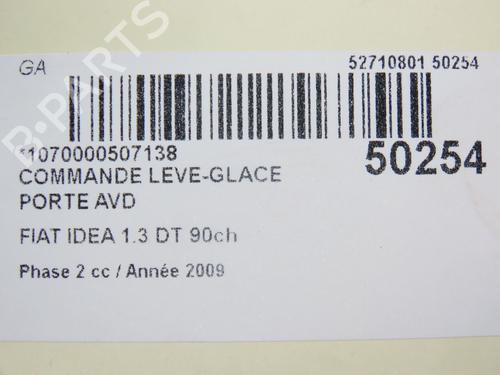 GA
52710801 50254
*1070000507138
50254
COMMANDE LEVE-GLACE
PORTE AVD
FIAT IDEA 1.3 DT 90ch
Phase 2 cc / Année 2009
B-PARTS